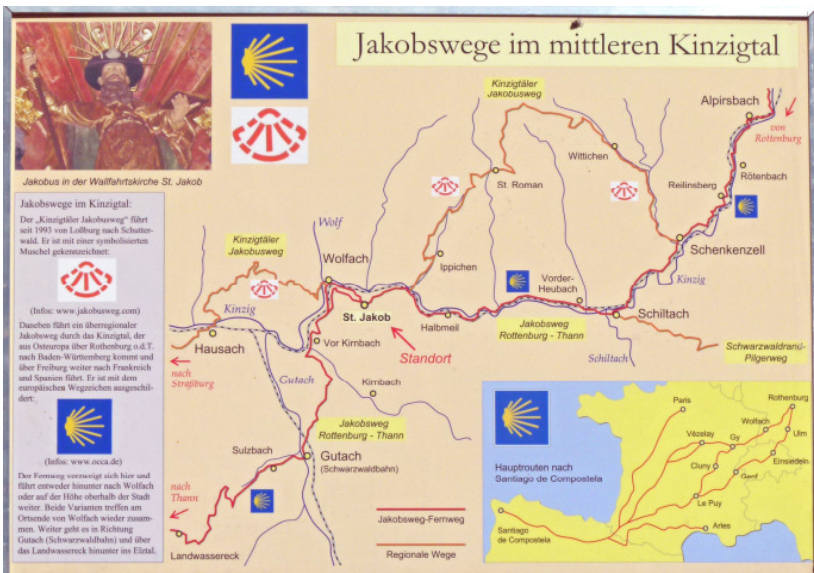 Jakobswege im mittleren Kinzigtal
Jakobus in der Wallfahrtskirche St. Jakob
Jakobswege im Kinzigtal:
Der „Kinzigtäler Jakobusweg“ führt
seit 1993 von Loßburg nach Schutter-
wald. Er ist mit einer symbolisierten
Muschel gekennzeichnet:
(Infos: www.jakobusweg.com)
Daneben führt ein überregionaler
Jakobsweg durch das Kinzigtal, der
aus Osteuropa über Rothenburg o.d.T.
nach Baden-Württemberg kommt und
über Freiburg weiter nach Frankreich
und Spanien führt. Er ist mit dem
europäischen Wegzeichen ausgeschil-
dert:
(Infos: www.occa.de)
Der Fernweg verzweigt sich hier und
führt entweder hinunter nach Wolfach
oder auf der Höhe oberhalb der Stadt
weiter. Beide Varianten treffen am
Ortsende von Wolfach wieder zusam-
men. Weiter geht es in Richtung
Gutach (Schwarzwaldbahn) und über
das Landwassereck hinunter ins Elztal.
Kinzigtäler
Jakobusweg
Alpirsbach
von
Rottenburg
Wittichen
Rötenbach
St. Roman
Reilinsberg
Schenkenzell
Wolf
Kinzigtäler
Jakobusweg
Ippichen
Wolfach
Kinzig
Kinzig
Vorder-
Heubach
St. Jakob
Halbmeil
Schiltach
Jakobsweg
Rottenburg - Thann
Hausach
Vor Kirnbach
Standort
Schiltach
Schwarzwaldrand-
Pilgerweg
nach
Straßburg
Gutach
Kirnbach
Jakobsweg
Rottenburg - Thann
Sulzbach
Gutach
(Schwarzwaldbahn)
nach
Thann
Landwassereck
Jakobsweg-Fernweg
Regionale Wege
Hauptrouten nach
Santiago de Compostela
Paris
Rothenburg
Wolfach
Vézelay
Gy
Ulm
Cluny
Einsiedeln
Genf
Le Puy
Arles
Santiago
de Compostela